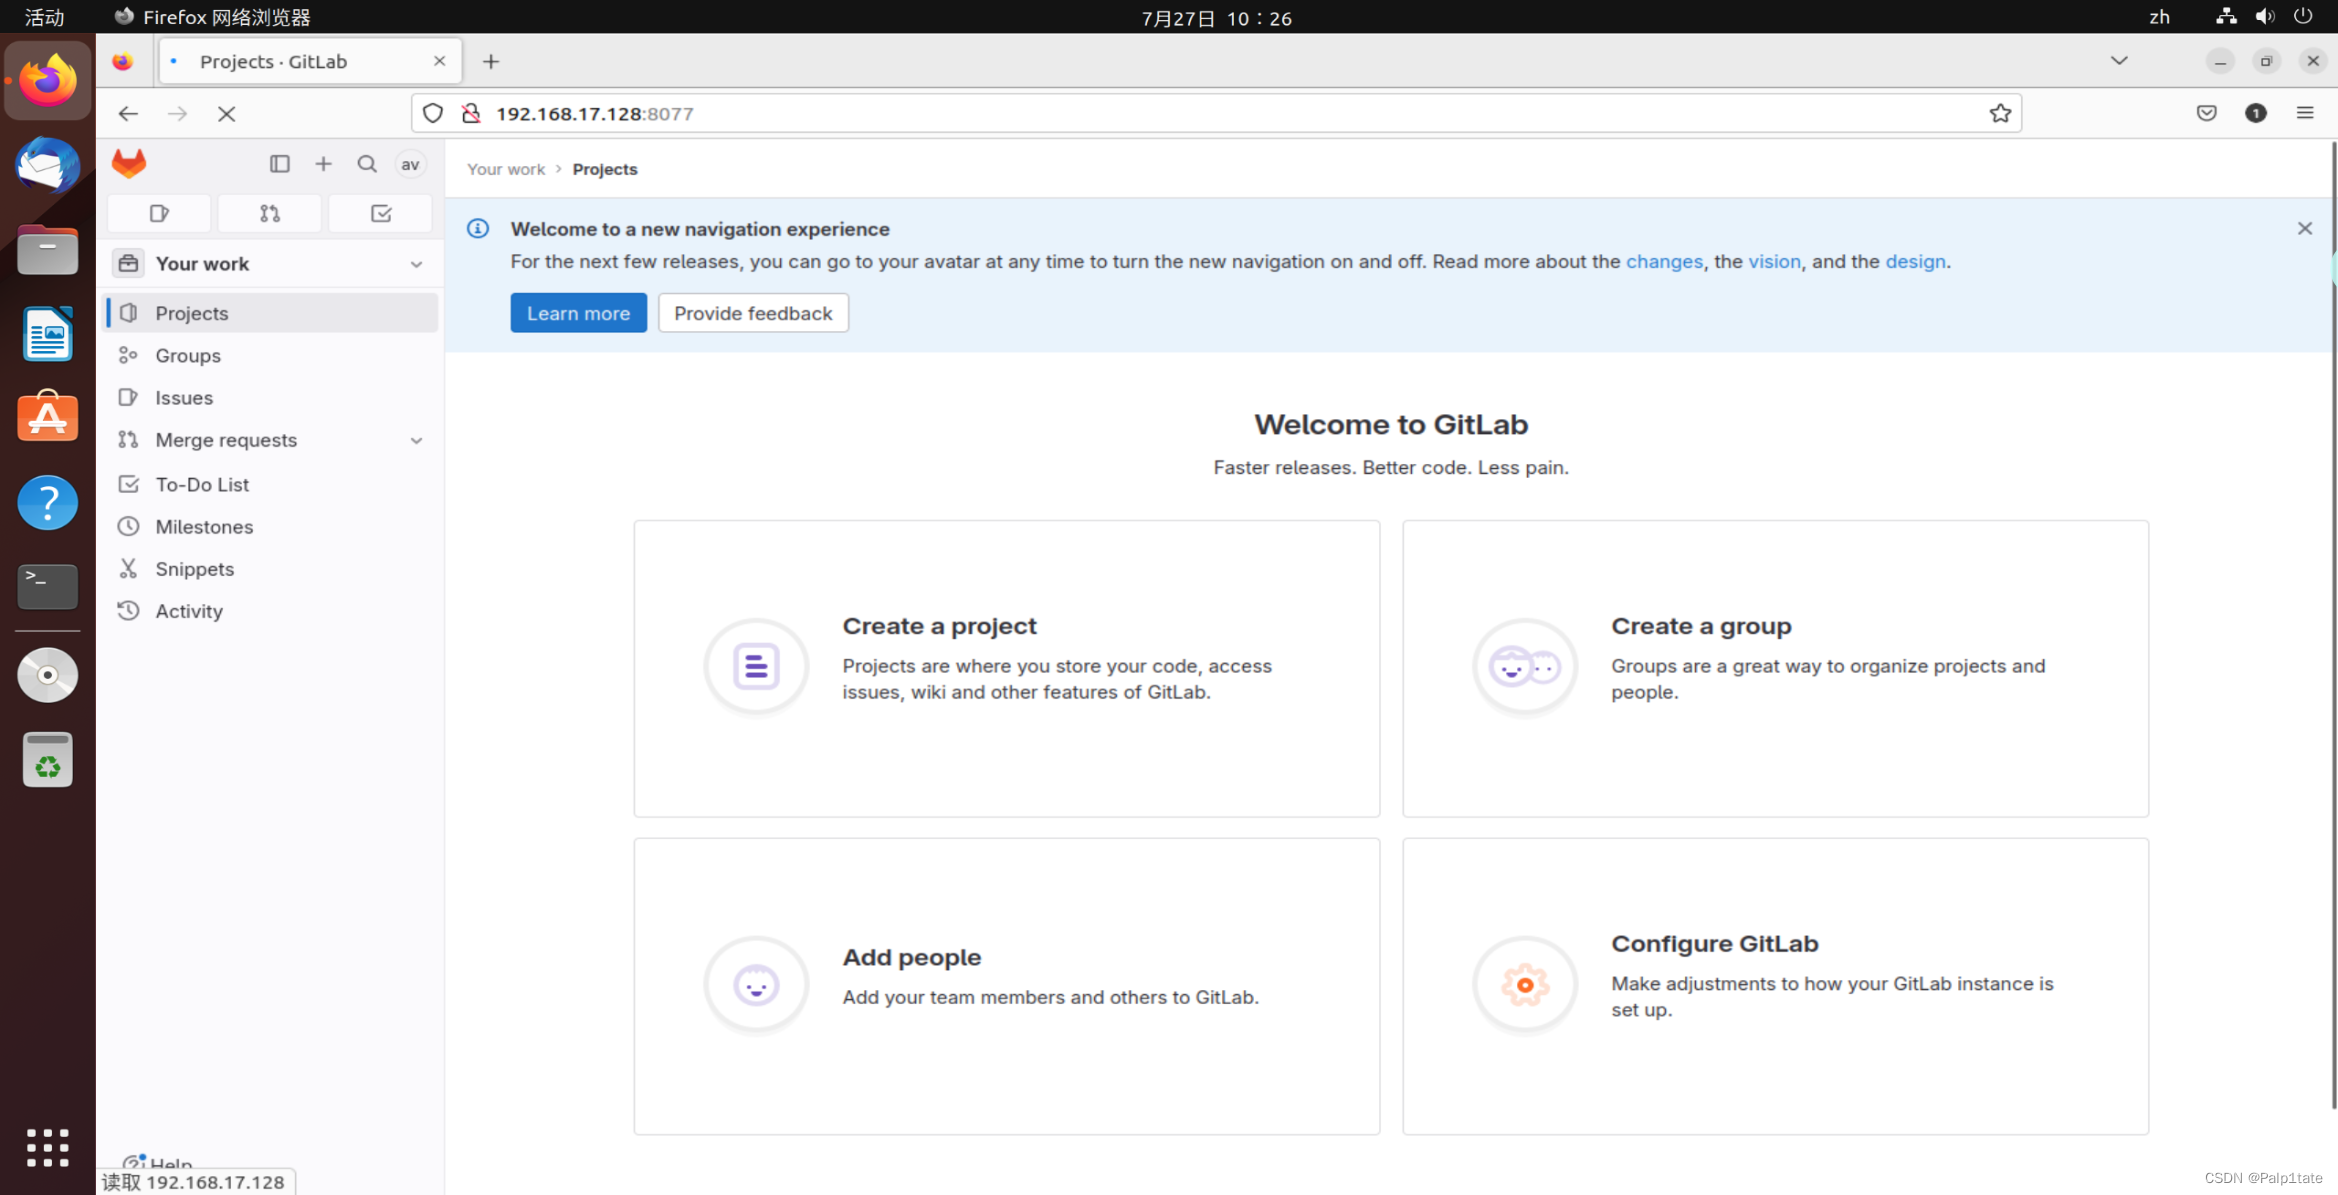 活动
Firefox 网络浏览器
7月27日 10：26
zh
Projects · GitLab
192.168.17.128:8077
1
av
Your work
Projects
Groups
Issues
Merge requests
To-Do List
Milestones
Snippets
Activity
Help
读取 192.168.17.128
Your work › Projects
Welcome to a new navigation experience
For the next few releases, you can go to your avatar at any time to turn the new navigation on and off. Read more about the changes, the vision, and the design.
Learn more
Provide feedback
Welcome to GitLab
Faster releases. Better code. Less pain.
Create a project
Projects are where you store your code, access
issues, wiki and other features of GitLab.
Create a group
Groups are a great way to organize projects and
people.
Add people
Add your team members and others to GitLab.
Configure GitLab
Make adjustments to how your GitLab instance is
set up.
CSDN @Palp1tate